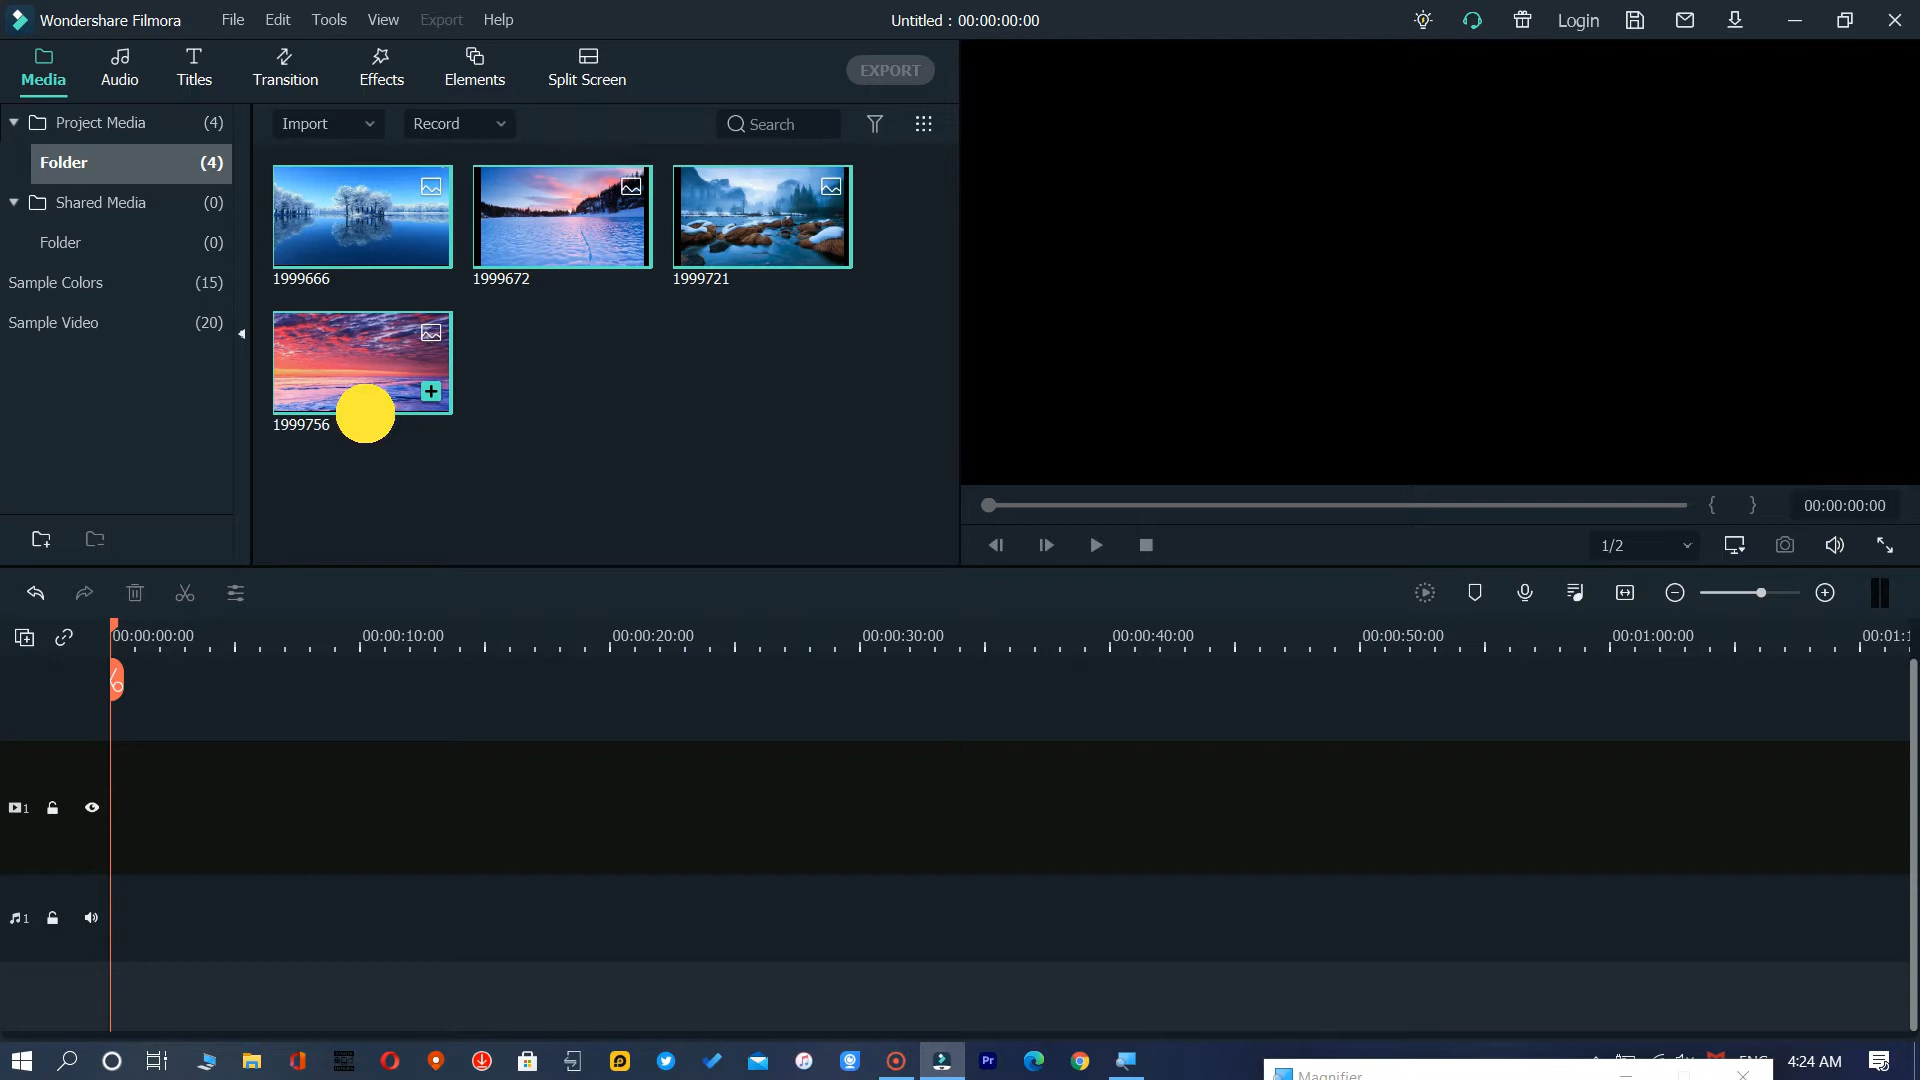 Wondershare Filmora File Edit Tools View Export Help Untitled : 00:00:00:00 Login
Media Audio Titles Transition Effects Elements Split Screen EXPORT
Project Media (4)
Folder (4)
Shared Media (0)
Folder (0)
Sample Colors (15)
Sample Video (20)
Import Record Search
1999666 1999672 1999721
1999756
00:00:00:00
1/2
00:00:00:00 00:00:10:00 00:00:20:00 00:00:30:00 00:00:40:00 00:00:50:00 00:01:00:00 00:01:1
1
1
Pr 4:24 AM
Magnifier